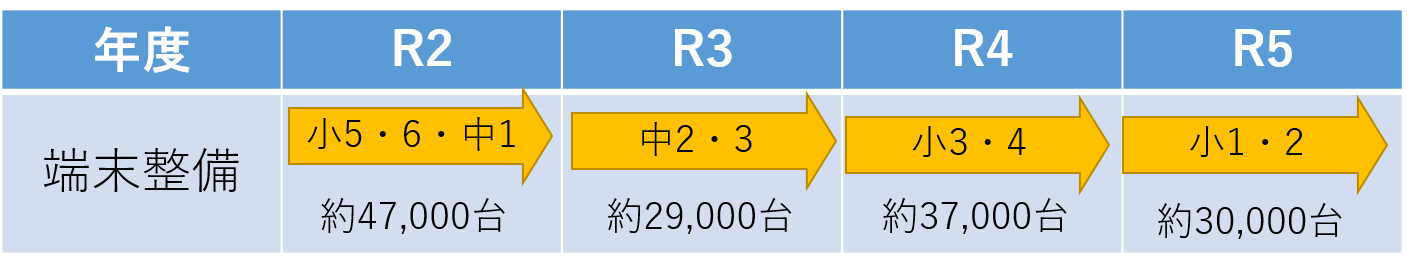 年度 R2 R3 R4 R5
端末整備
小5・6・中1 中2・3 小3・4 小1・2
約47,000台 約29,000台 約37,000台 約30,000台